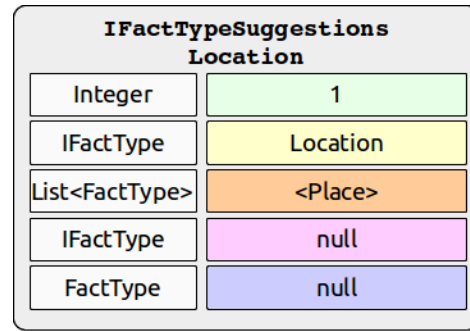 IFactTypeSuggestions
Location
Integer 1
IFactType Location
List<FactType> <Place>
IFactType null
FactType null